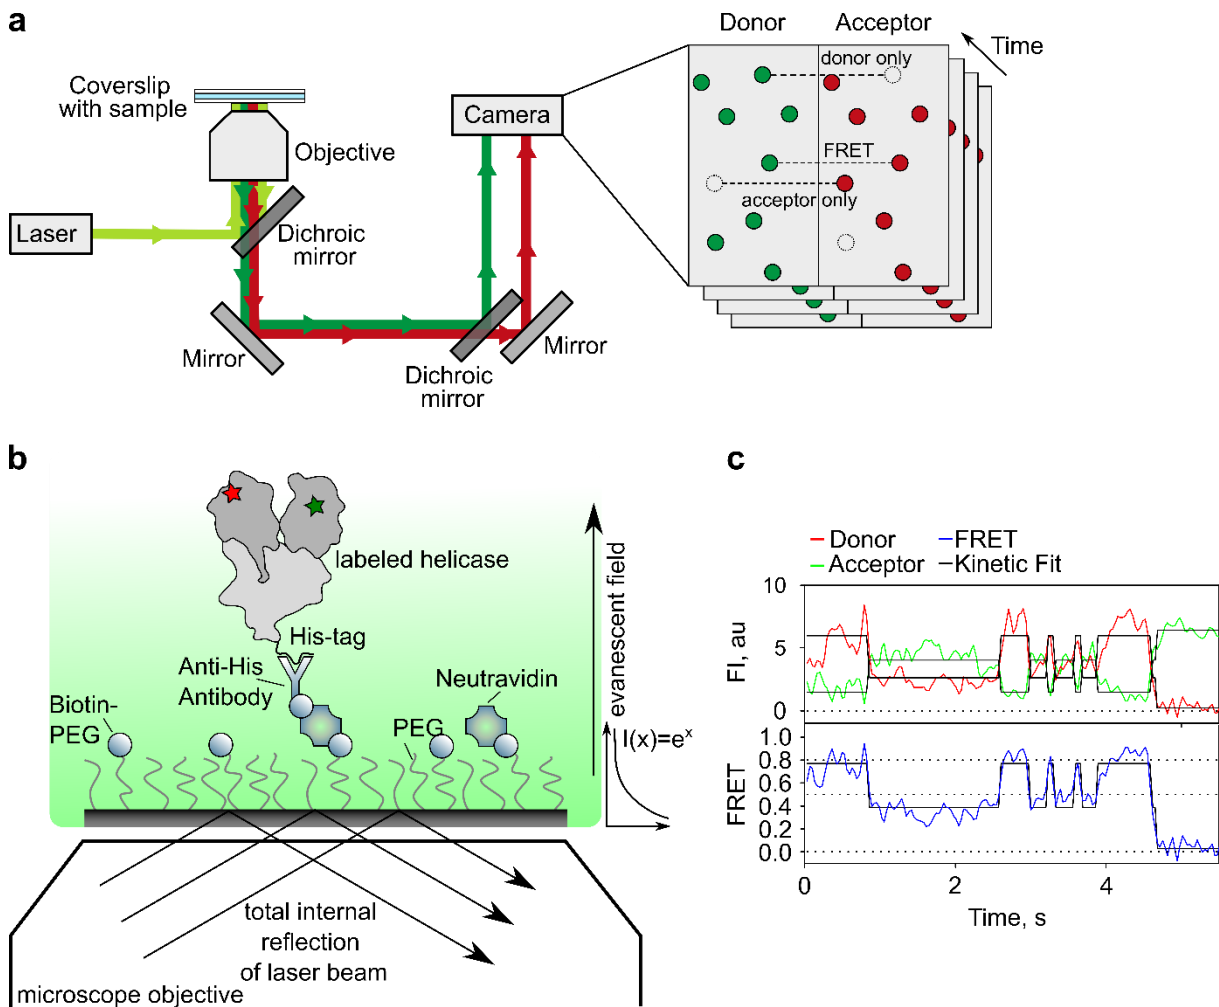 a
Donor
Acceptor
Time
donor only
FRET
acceptor only
Coverslip
with sample
Objective
Camera
Laser
Dichroic
mirror
Mirror
Dichroic
mirror
Mirror
b
labeled helicase
His-tag
Anti-His
Antibody
Neutravidin
Biotin-
PEG
PEG
evanescent field
I(x)=eˣ
total internal
reflection
of laser beam
microscope objective
c
Donor
FRET
Acceptor
Kinetic Fit
10
5
0
FI, au
1.0
0.8
0.6
0.4
0.2
0.0
FRET
0
2
4
Time, s